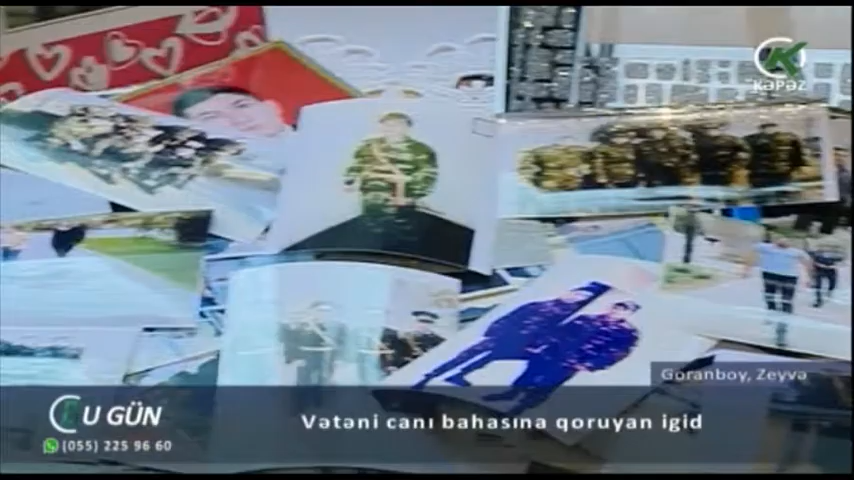 KƏPƏZ
Goranboy, Zeyvə
BU GÜN
Vətəni canı bahasına qoruyan igid
(055) 225 96 60